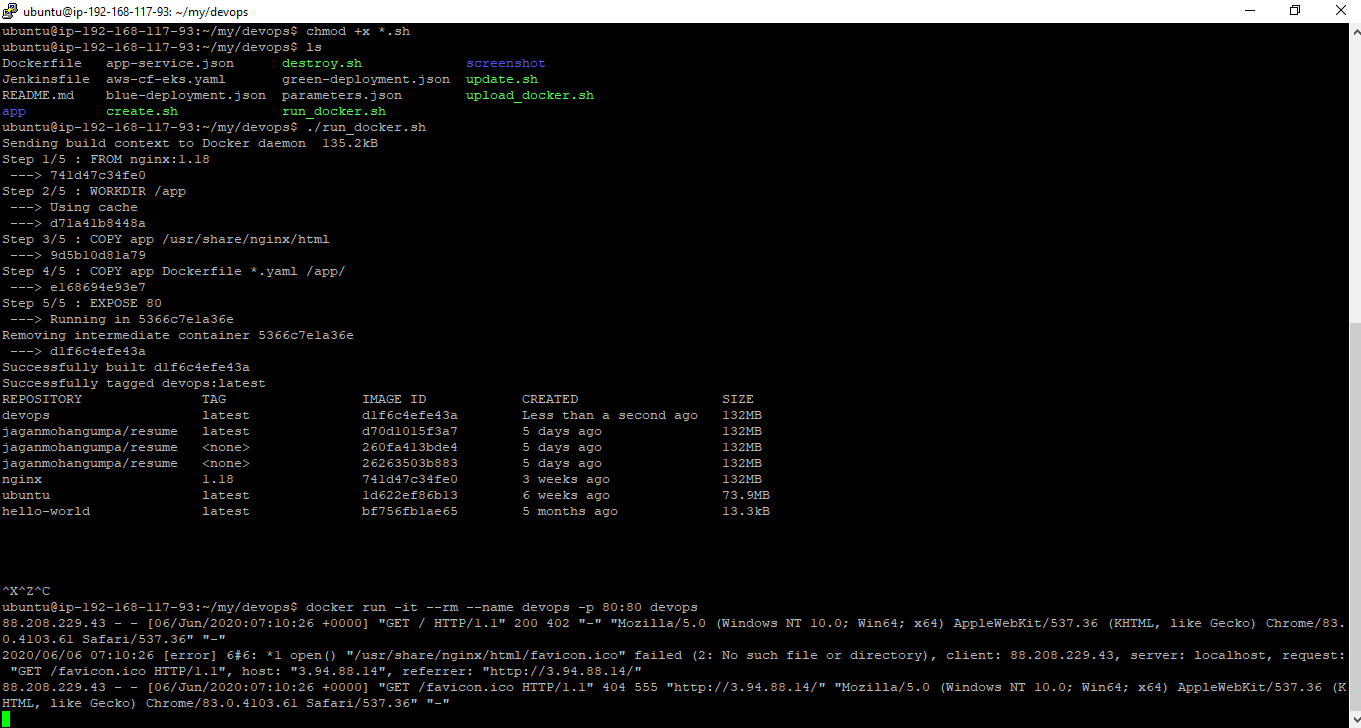 ubuntu@ip-192-168-117-93: ~/my/devops
ubuntu@ip-192-168-117-93:~/my/devops$ chmod +x *.sh
ubuntu@ip-192-168-117-93:~/my/devops$ ls
Dockerfile   app-service.json      destroy.sh             screenshot
Jenkinsfile  aws-cf-eks.yaml       green-deployment.json  update.sh
README.md    blue-deployment.json  parameters.json        upload_docker.sh
app          create.sh             run_docker.sh
ubuntu@ip-192-168-117-93:~/my/devops$ ./run_docker.sh
Sending build context to Docker daemon  135.2kB
Step 1/5 : FROM nginx:1.18
 ---> 741d47c34fe0
Step 2/5 : WORKDIR /app
 ---> Using cache
 ---> d71a41b8448a
Step 3/5 : COPY app /usr/share/nginx/html
 ---> 9d5b10d81a79
Step 4/5 : COPY app Dockerfile *.yaml /app/
 ---> e168694e93e7
Step 5/5 : EXPOSE 80
 ---> Running in 5366c7e1a36e
Removing intermediate container 5366c7e1a36e
 ---> d1f6c4efe43a
Successfully built d1f6c4efe43a
Successfully tagged devops:latest
REPOSITORY               TAG                 IMAGE ID            CREATED                  SIZE
devops                   latest              d1f6c4efe43a        Less than a second ago   132MB
jaganmohangumpa/resume   latest              d70d1015f3a7        5 days ago               132MB
jaganmohangumpa/resume   <none>              260fa413bde4        5 days ago               132MB
jaganmohangumpa/resume   <none>              26263503b883        5 days ago               132MB
nginx                    1.18                741d47c34fe0        3 weeks ago              132MB
ubuntu                   latest              1d622ef86b13        6 weeks ago              73.9MB
hello-world              latest              bf756fb1ae65        5 months ago             13.3kB
^X^Z^C
ubuntu@ip-192-168-117-93:~/my/devops$ docker run -it --rm --name devops -p 80:80 devops
88.208.229.43 - - [06/Jun/2020:07:10:26 +0000] "GET / HTTP/1.1" 200 402 "-" "Mozilla/5.0 (Windows NT 10.0; Win64; x64) AppleWebKit/537.36 (KHTML, like Gecko) Chrome/83.
0.4103.61 Safari/537.36" "-"
2020/06/06 07:10:26 [error] 6#6: *1 open() "/usr/share/nginx/html/favicon.ico" failed (2: No such file or directory), client: 88.208.229.43, server: localhost, request:
 "GET /favicon.ico HTTP/1.1", host: "3.94.88.14", referrer: "http://3.94.88.14/"
88.208.229.43 - - [06/Jun/2020:07:10:26 +0000] "GET /favicon.ico HTTP/1.1" 404 555 "http://3.94.88.14/" "Mozilla/5.0 (Windows NT 10.0; Win64; x64) AppleWebKit/537.36 (K
HTML, like Gecko) Chrome/83.0.4103.61 Safari/537.36" "-"